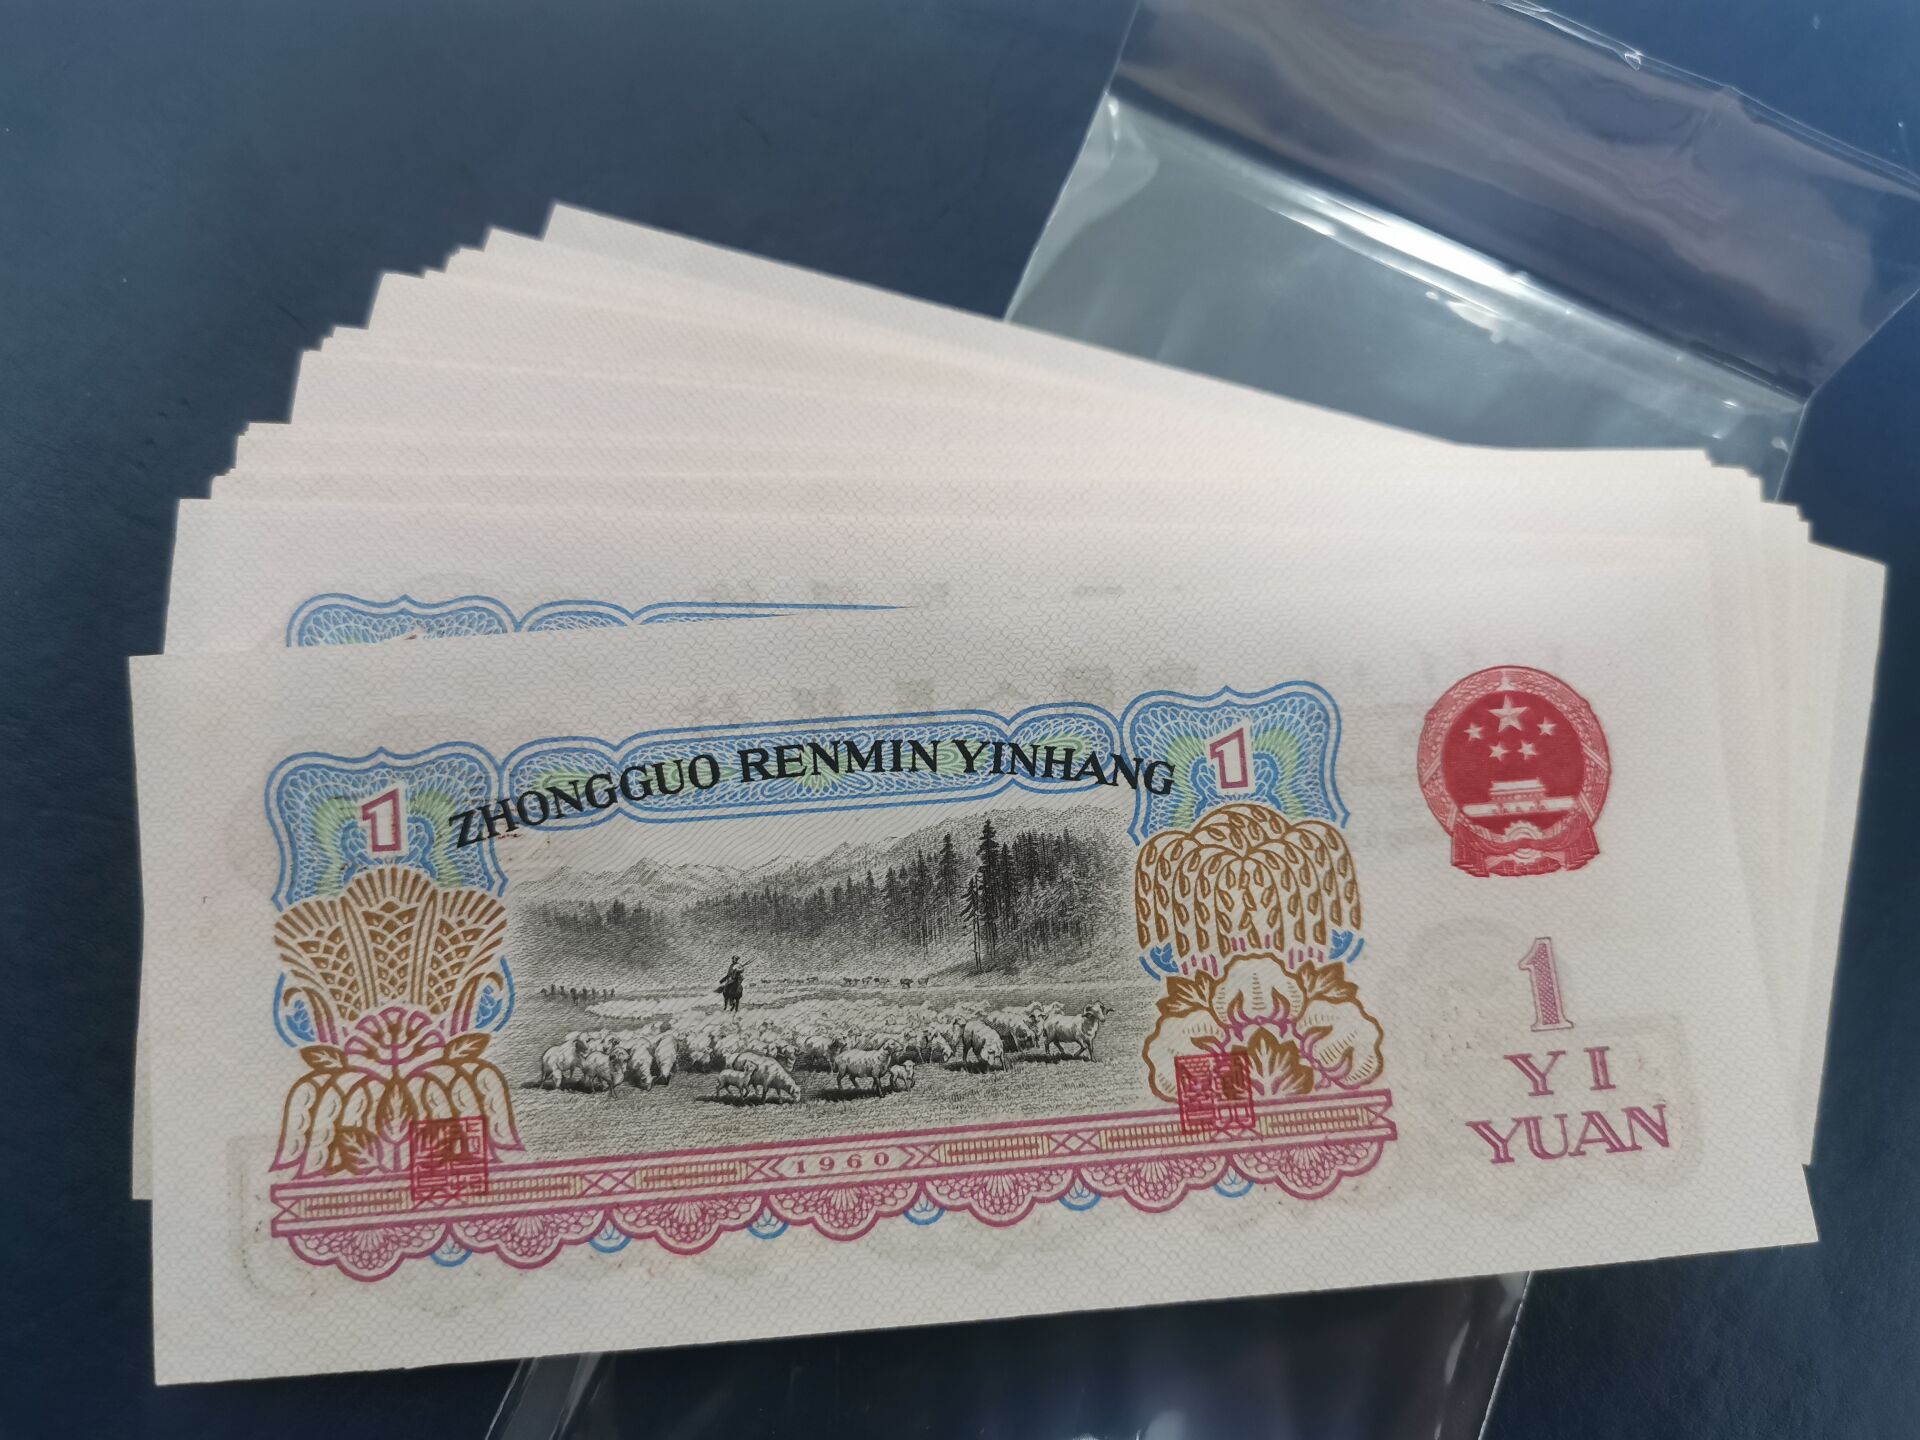 ZHONGGUO RENMIN YINHANG
1
1
1
YI
YUAN
1960